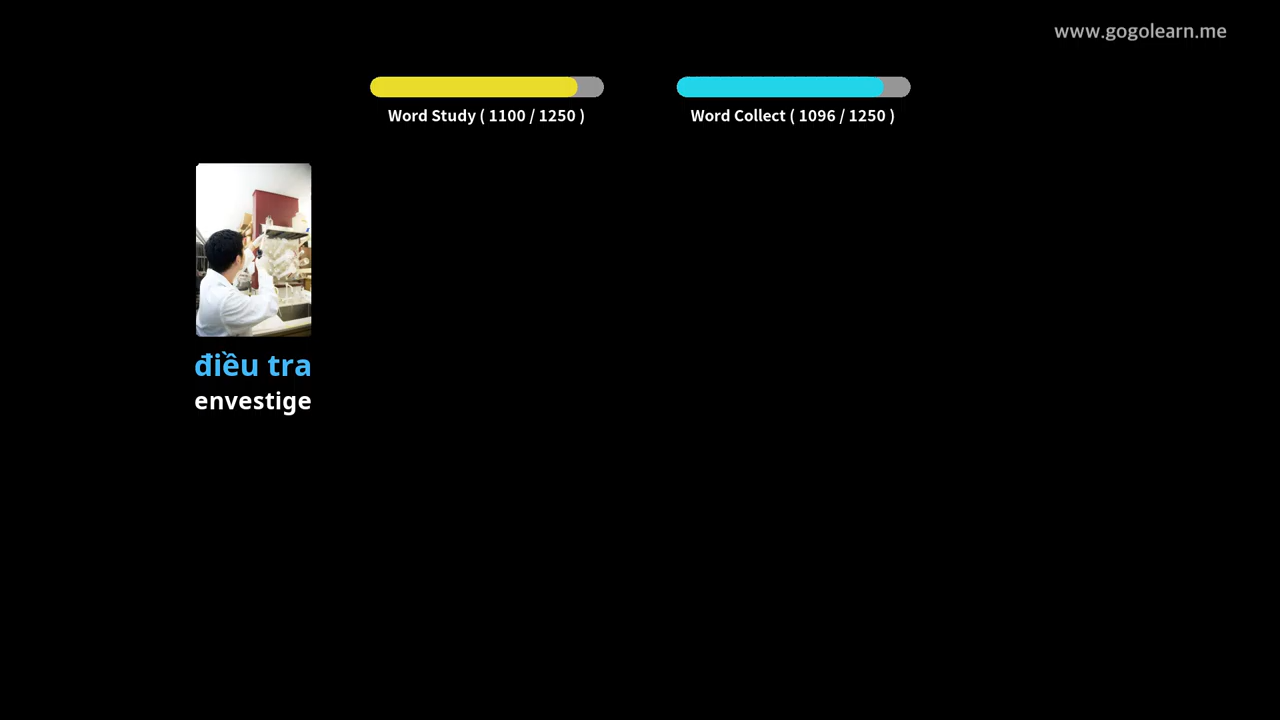 www.gogolearn.me
Word Study ( 1100 / 1250 )
Word Collect ( 1096 / 1250 )
điều tra
envestige